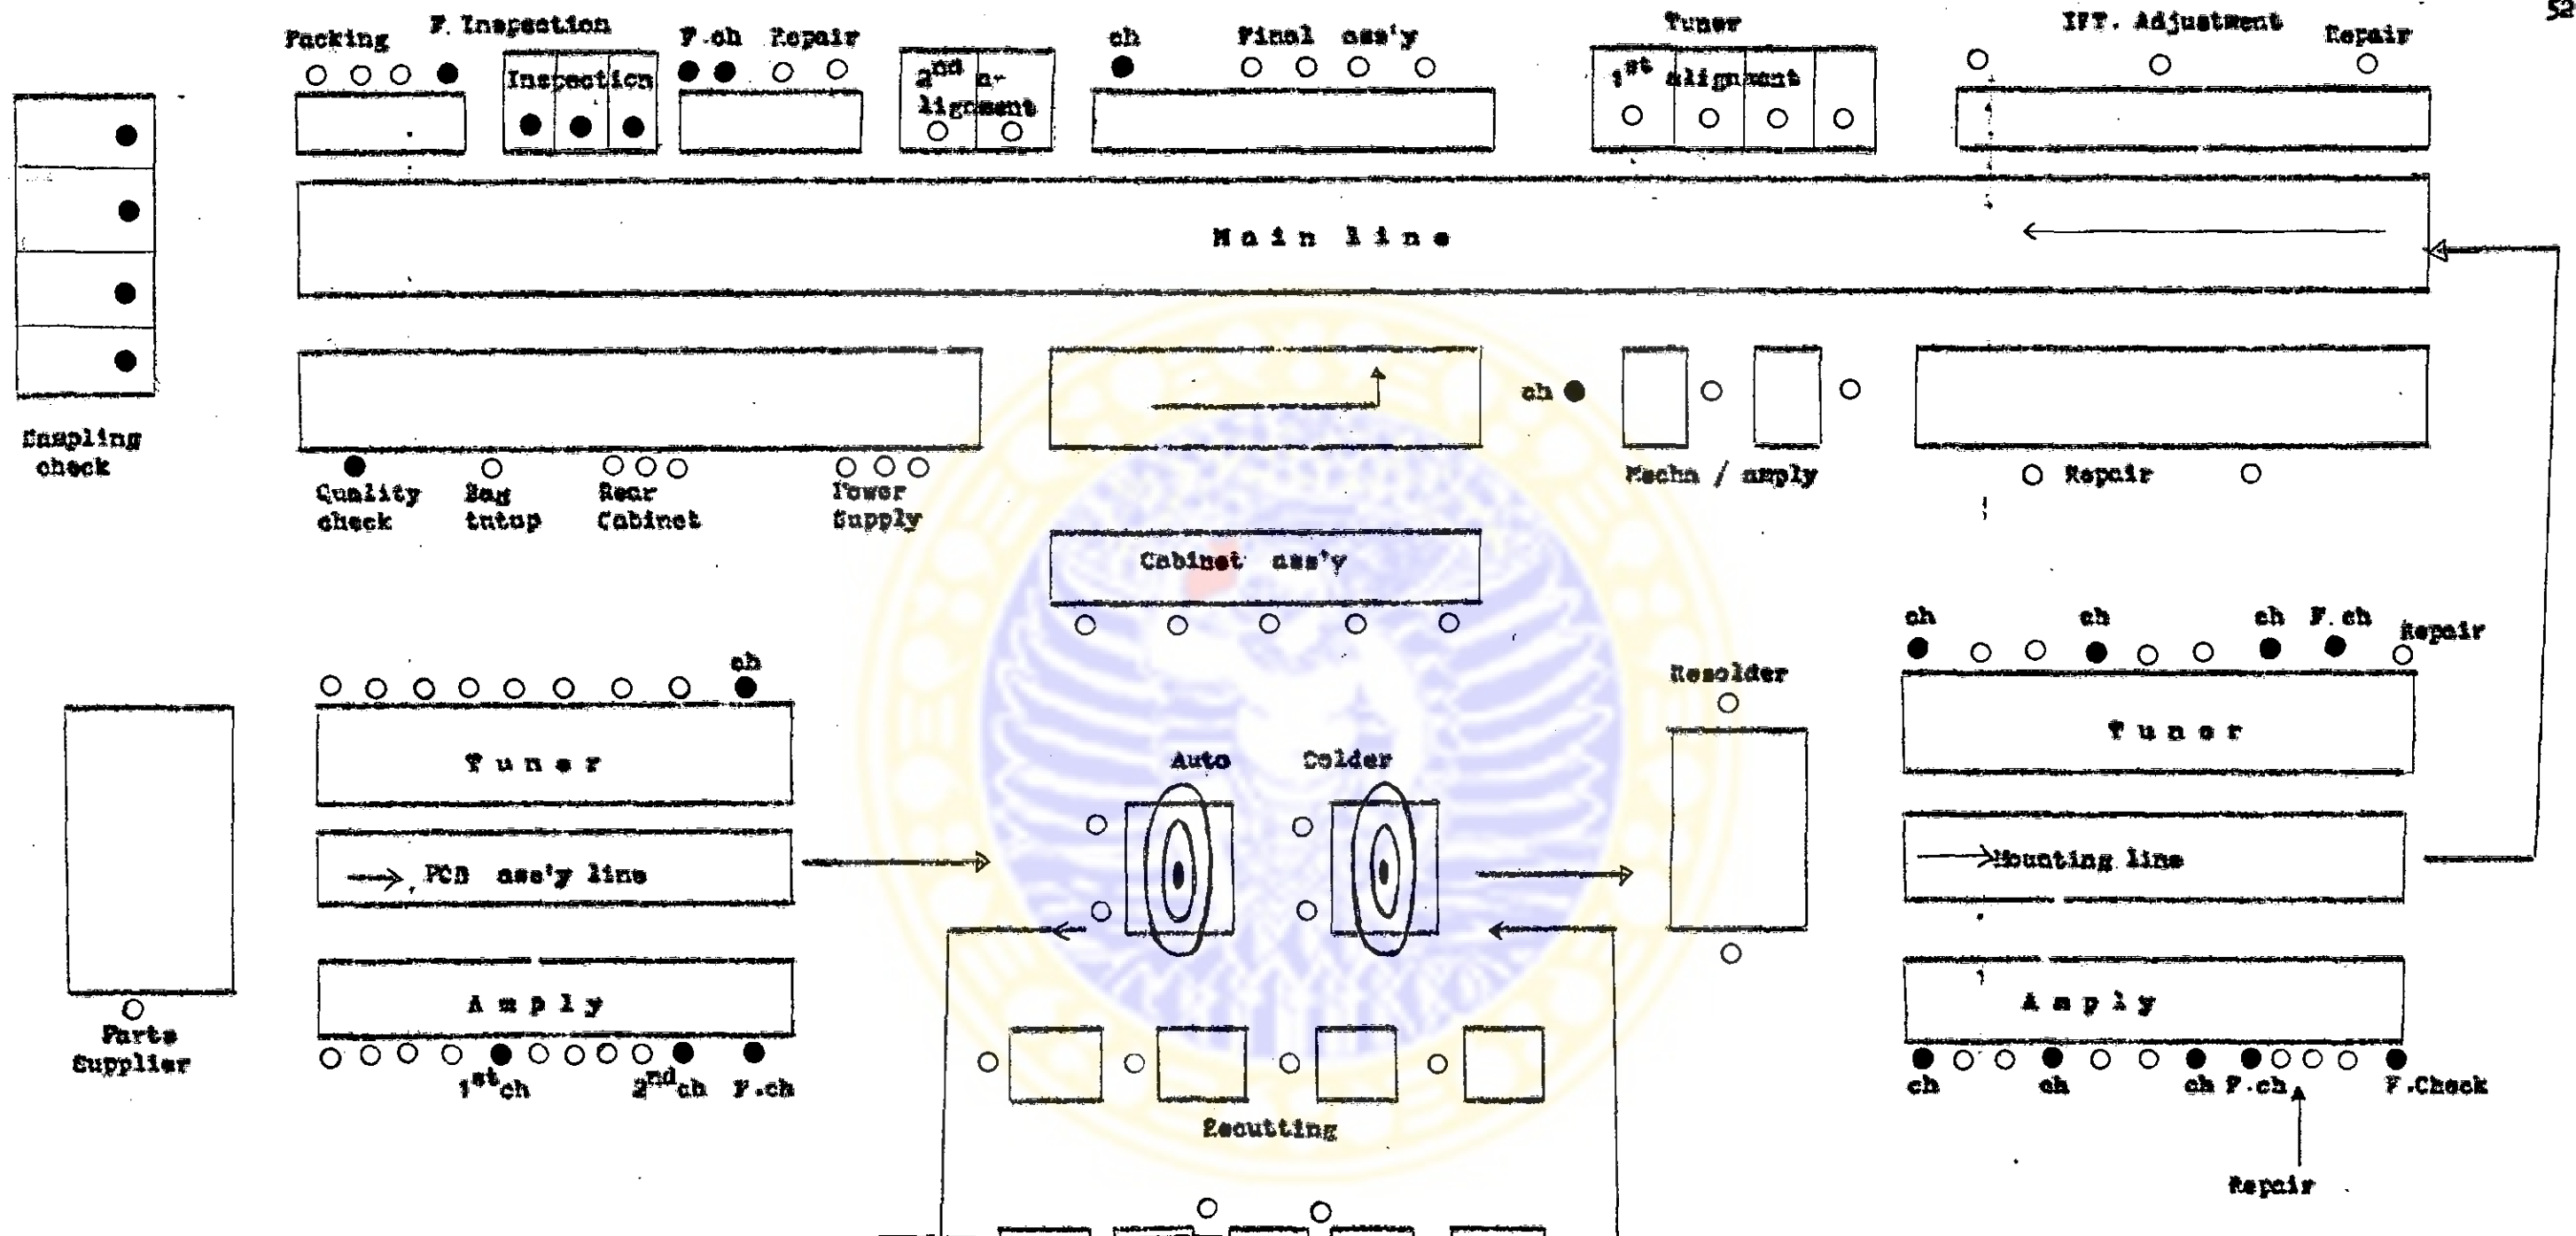 52
Packing
F. Inspection
F.ch Repair
ch
Final ass'y
Tuner
IFT. Adjustment
Repair
Inspection
2nd a-
lignment
1st alignment
Main line
Sampling
check
ch
Quality
check
Bag
Rear
Cabinet
Power
Supply
Mecha / amply
Repair
Cabinet ass'y
ch
ch
ch
ch
F.ch
Repair
Resolder
Tuner
Auto Solder
Tuner
PCB ass'y line
Mounting line
Amply
Amply
Parts
Supplier
1st ch
2nd ch
F.ch
ch
ch
ch
F.ch
F.Check
Recutting
Repair